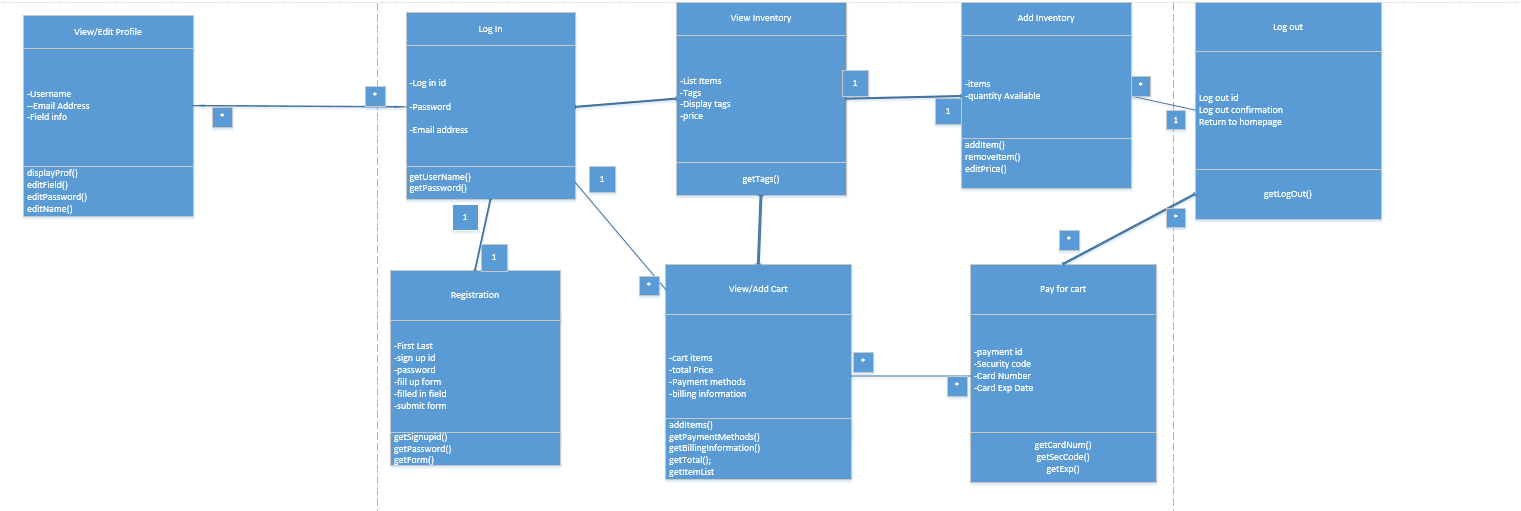 View/Edit Profile
-Username
--Email Address
-Field info
displayProf()
editField()
editPassword()
editName()
*
*
Log In
-Log in id
-Password
-Email address
getUserName()
getPassword()
1
1
1
Registration
-First Last
-sign up id
-password
-fill up form
-filled in field
-submit form
getSignupid()
getPassword()
getForm()
View Inventory
-List Items
-Tags
-Display tags
-price
getTags()
1
1
*
View/Add Cart
-cart items
-total Price
-Payment methods
-billing information
addItems()
getPaymentMethods()
getBillingInformation()
getTotal();
getItemList
*
*
Add Inventory
-items
-quantity Available
addItem()
removeItem()
editPrice()
*
1
*
*
Pay for cart
-payment id
-Security code
-Card Number
-Card Exp Date
getCardNum()
getSecCode()
getExp()
Log out
Log out id
Log out confirmation
Return to homepage
getLogOut()